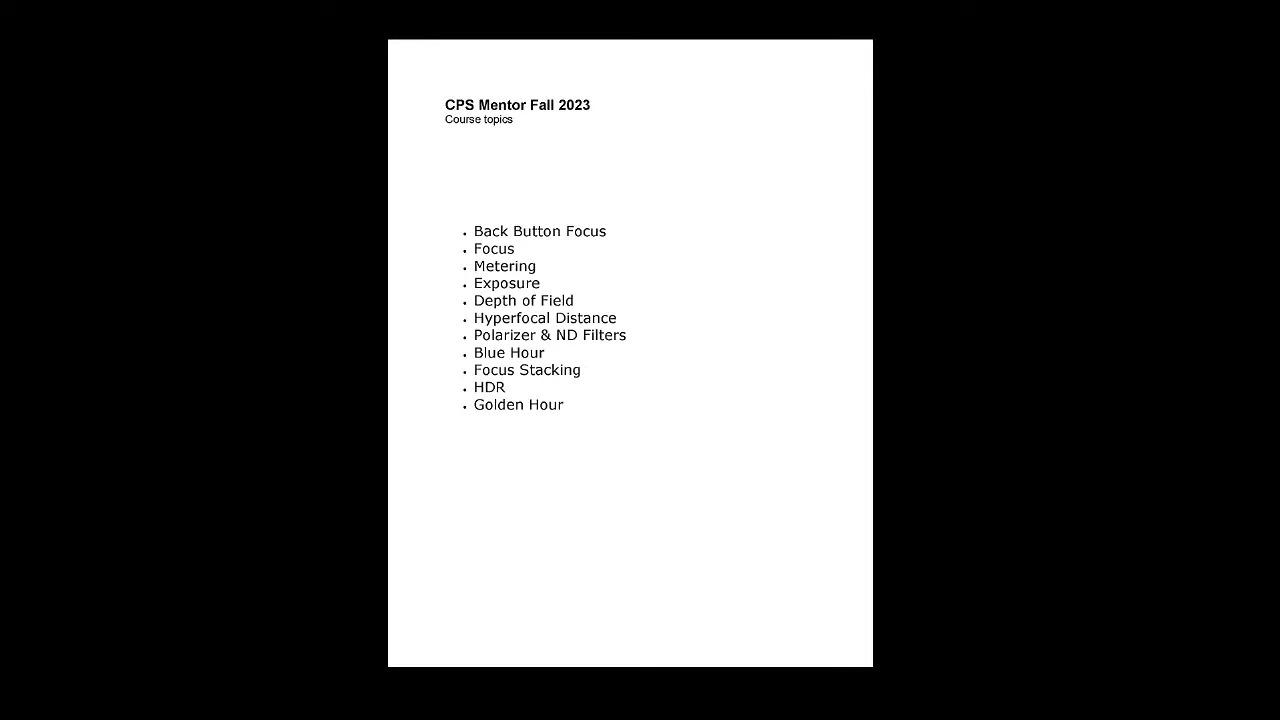 CPS Mentor Fall 2023
Course topics
• Back Button Focus
• Focus
• Metering
• Exposure
• Depth of Field
• Hyperfocal Distance
• Polarizer & ND Filters
• Blue Hour
• Focus Stacking
• HDR
• Golden Hour